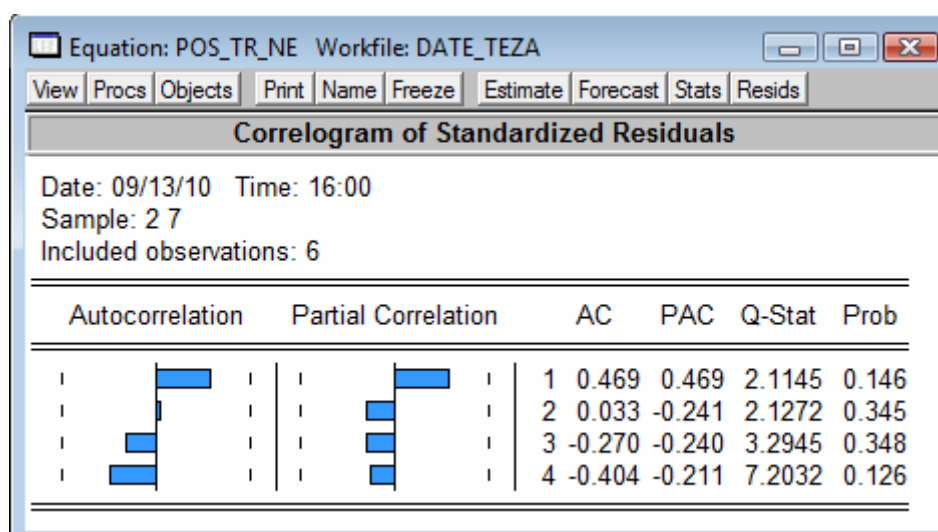 Equation: POS_TR_NE Workfile: DATE_TEZA
View Procs Objects Print Name Freeze Estimate Forecast Stats Resids
Correlogram of Standardized Residuals
Date: 09/13/10 Time: 16:00
Sample: 2 7
Included observations: 6
Autocorrelation Partial Correlation AC PAC Q-Stat Prob
1 0.469 0.469 2.1145 0.146
2 0.033 -0.241 2.1272 0.345
3 -0.270 -0.240 3.2945 0.348
4 -0.404 -0.211 7.2032 0.126